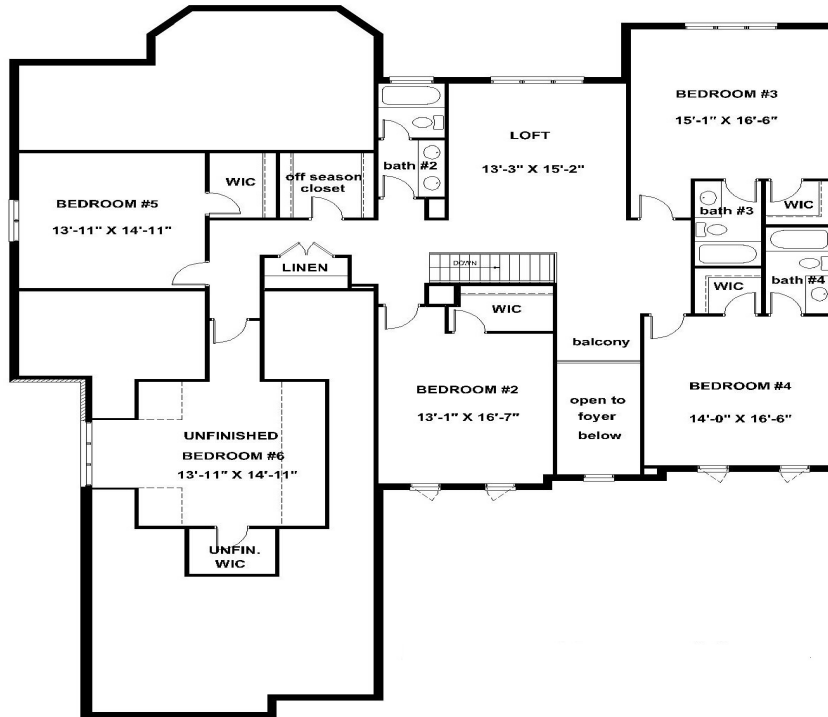 BEDROOM #3
15'-1" X 16'-6"
LOFT
13'-3" X 15'-2"
bath #2
WIC
off season
closet
BEDROOM #5
13'-11" X 14'-11"
bath #3
WIC
LINEN
DOWN
WIC
bath #4
WIC
balcony
BEDROOM #2
13'-1" X 16'-7"
open to
foyer
below
BEDROOM #4
14'-0" X 16'-6"
UNFINISHED
BEDROOM #6
13'-11" X 14'-11"
UNFIN.
WIC